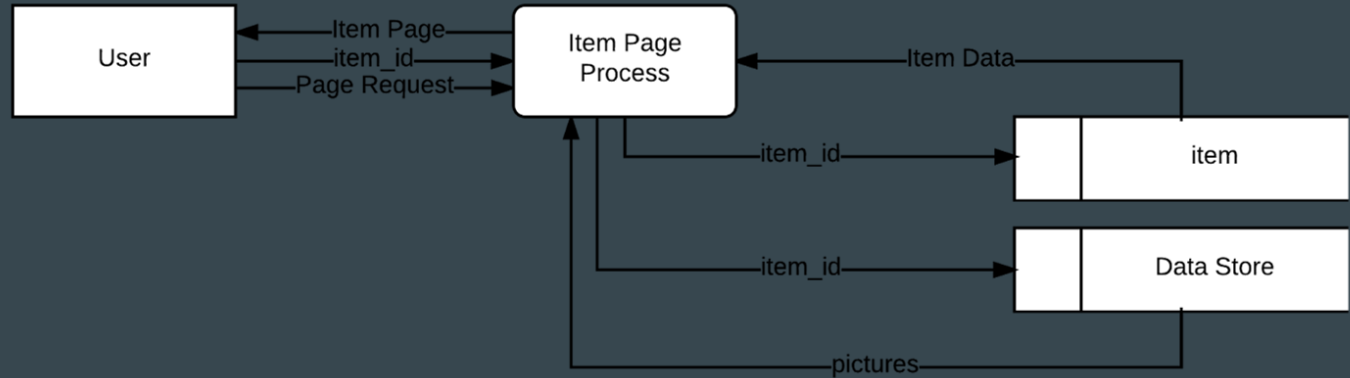 Item Page
User
item_id
Page Request
Item Page
Process
Item Data
item_id
item
item_id
Data Store
pictures